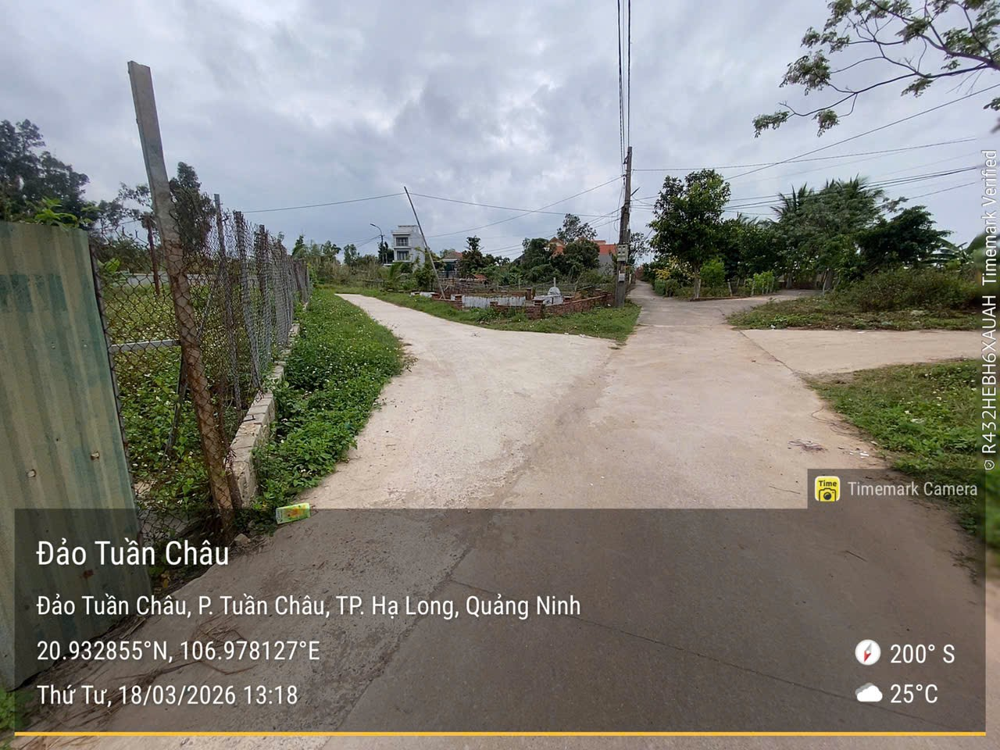 Timemark Verified
R432HEBH6XAUAH
Time
Timemark Camera
Đảo Tuần Châu
Đảo Tuần Châu, P. Tuần Châu, TP. Hạ Long, Quảng Ninh
20.932855°N, 106.978127°E
Thứ Tư, 18/03/2026 13:18
200° S
25°C